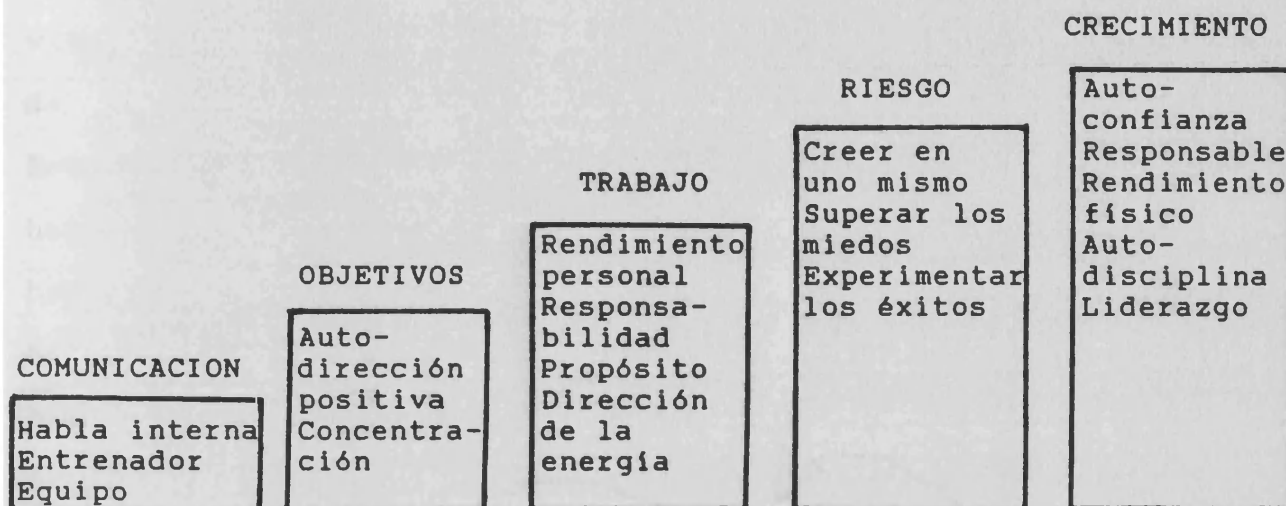 COMUNICACION
Habla interna
Entrenador
Equipo
OBJETIVOS
Auto-
dirección
positiva
Concentra-
ción
TRABAJO
Rendimiento
personal
Responsa-
bilidad
Propósito
Dirección
de la
energía
RIESGO
Creer en
uno mismo
Superar los
miedos
Experimentar
los éxitos
CRECIMIENTO
Auto-
confianza
Responsable
Rendimiento
físico
Auto-
disciplina
Liderazgo